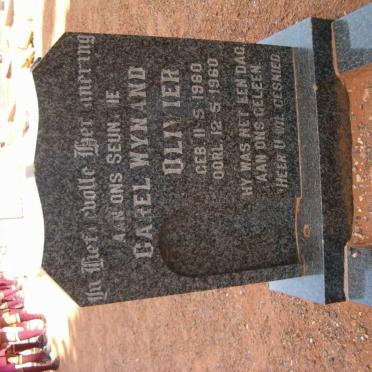 In Liefdevolle Herinnering
AAN ONS SEUNTJIE
CAREL WYNAND
OLIVIER
GEB. 11·5·1960
OORL. 12·5·1960
HY WAS NET EEN DAG
AAN ONS GELEEN
"HEER U WIL GESKIED"